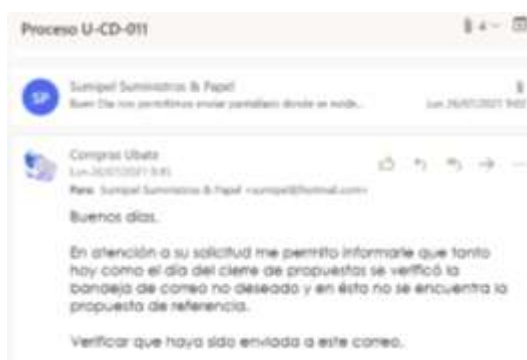 Proceso U-CD-011
4
SP
Sumipel Suministros & Papel
Buen Dia nos permitimos enviar pantallazo donde se evide...
Lun 26/07/2021 9:0
Compras Ubate
Lun 26/07/2021 9:41
Para: Sumipel Suministros & Papel <sumipel@hotmail.com>
Buenos días.
En atención a su solicitud me permito informarle que tanto
hoy como el día del cierre de propuestas se verificó la
bandeja de correo no deseado y en ésta no se encuentra la
propuesta de referencia.
Verificar que haya sido enviada a este correo.